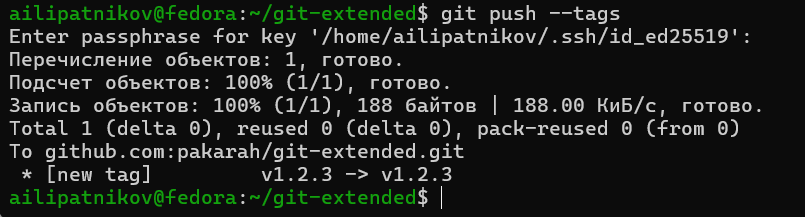 ailipatnikov@fedora:~/git-extended$ git push --tags
Enter passphrase for key '/home/ailipatnikov/.ssh/id_ed25519':
Перечисление объектов: 1, готово.
Подсчет объектов: 100% (1/1), готово.
Запись объектов: 100% (1/1), 188 байтов | 188.00 КиБ/с, готово.
Total 1 (delta 0), reused 0 (delta 0), pack-reused 0 (from 0)
To github.com:pakarah/git-extended.git
 * [new tag]         v1.2.3 -> v1.2.3
ailipatnikov@fedora:~/git-extended$